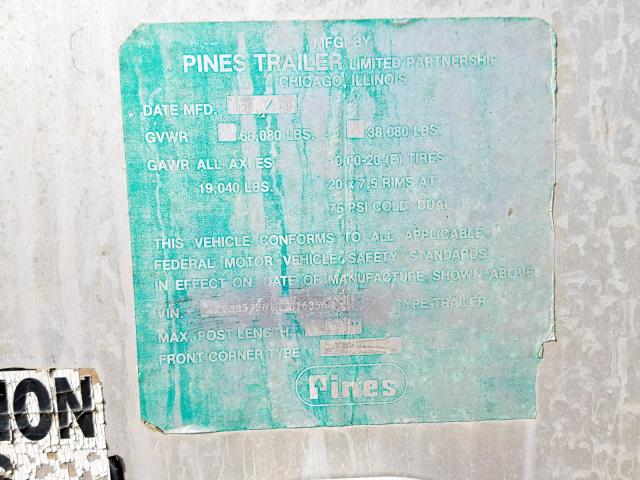 MFG. BY
PINES TRAILER LIMITED PARTNERSHIP
CHICAGO, ILLINOIS
DATE MFD.
GVWR 68,080 LBS. 38,080 LBS.
GAWR ALL AXLES 10:00-20 (F) TIRES
19,040 LBS. 20 x 7.5 RIMS AT
75 PSI COLD, DUAL
THIS VEHICLE CONFORMS TO ALL APPLICABLE
FEDERAL MOTOR VEHICLE SAFETY STANDARDS
IN EFFECT ON DATE OF MANUFACTURE SHOWN ABOVE
VIN TYPE-TRAILER
MAX. POST LENGTH
FRONT CORNER TYPE
Pines
ION